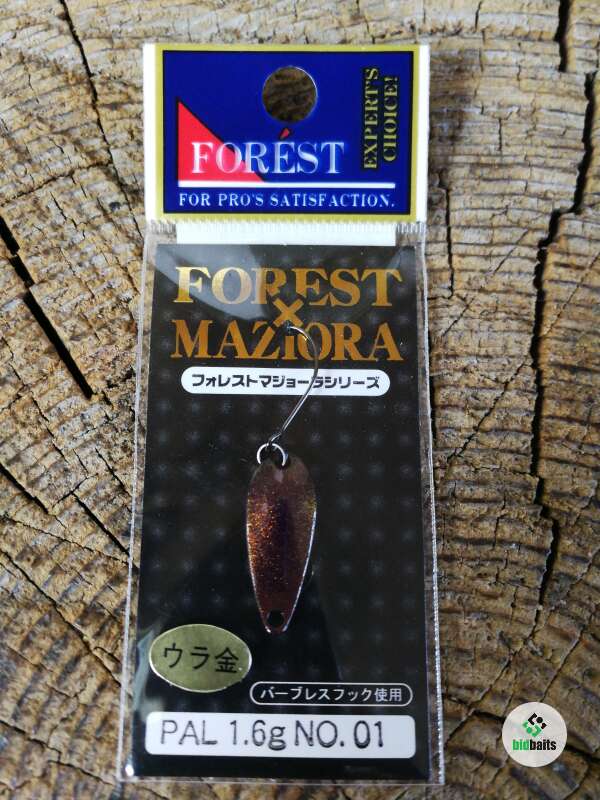 FORÉST
EXPERT'S
CHOICE!
FOR PRO'S SATISFACTION.
FOREST
×
MAZIORA
フォレストマジョーラシリーズ
ウラ金
バーブレスフック使用
PAL 1.6g NO. 01
bidbaits